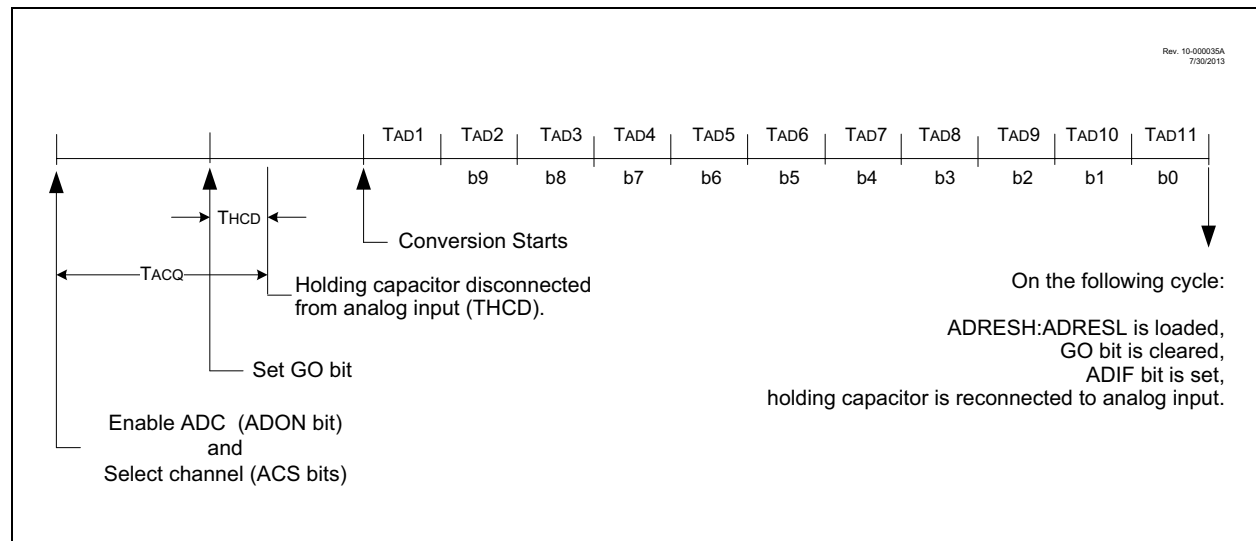 Rev. 10-000035A
7/30/2013
TAD1 TAD2 TAD3 TAD4 TAD5 TAD6 TAD7 TAD8 TAD9 TAD10 TAD11
b9 b8 b7 b6 b5 b4 b3 b2 b1 b0
THCD
Conversion Starts
TACQ
Holding capacitor disconnected
from analog input (THCD).
Set GO bit
Enable ADC (ADON bit)
and
Select channel (ACS bits)
On the following cycle:
ADRESH:ADRESL is loaded,
GO bit is cleared,
ADIF bit is set,
holding capacitor is reconnected to analog input.